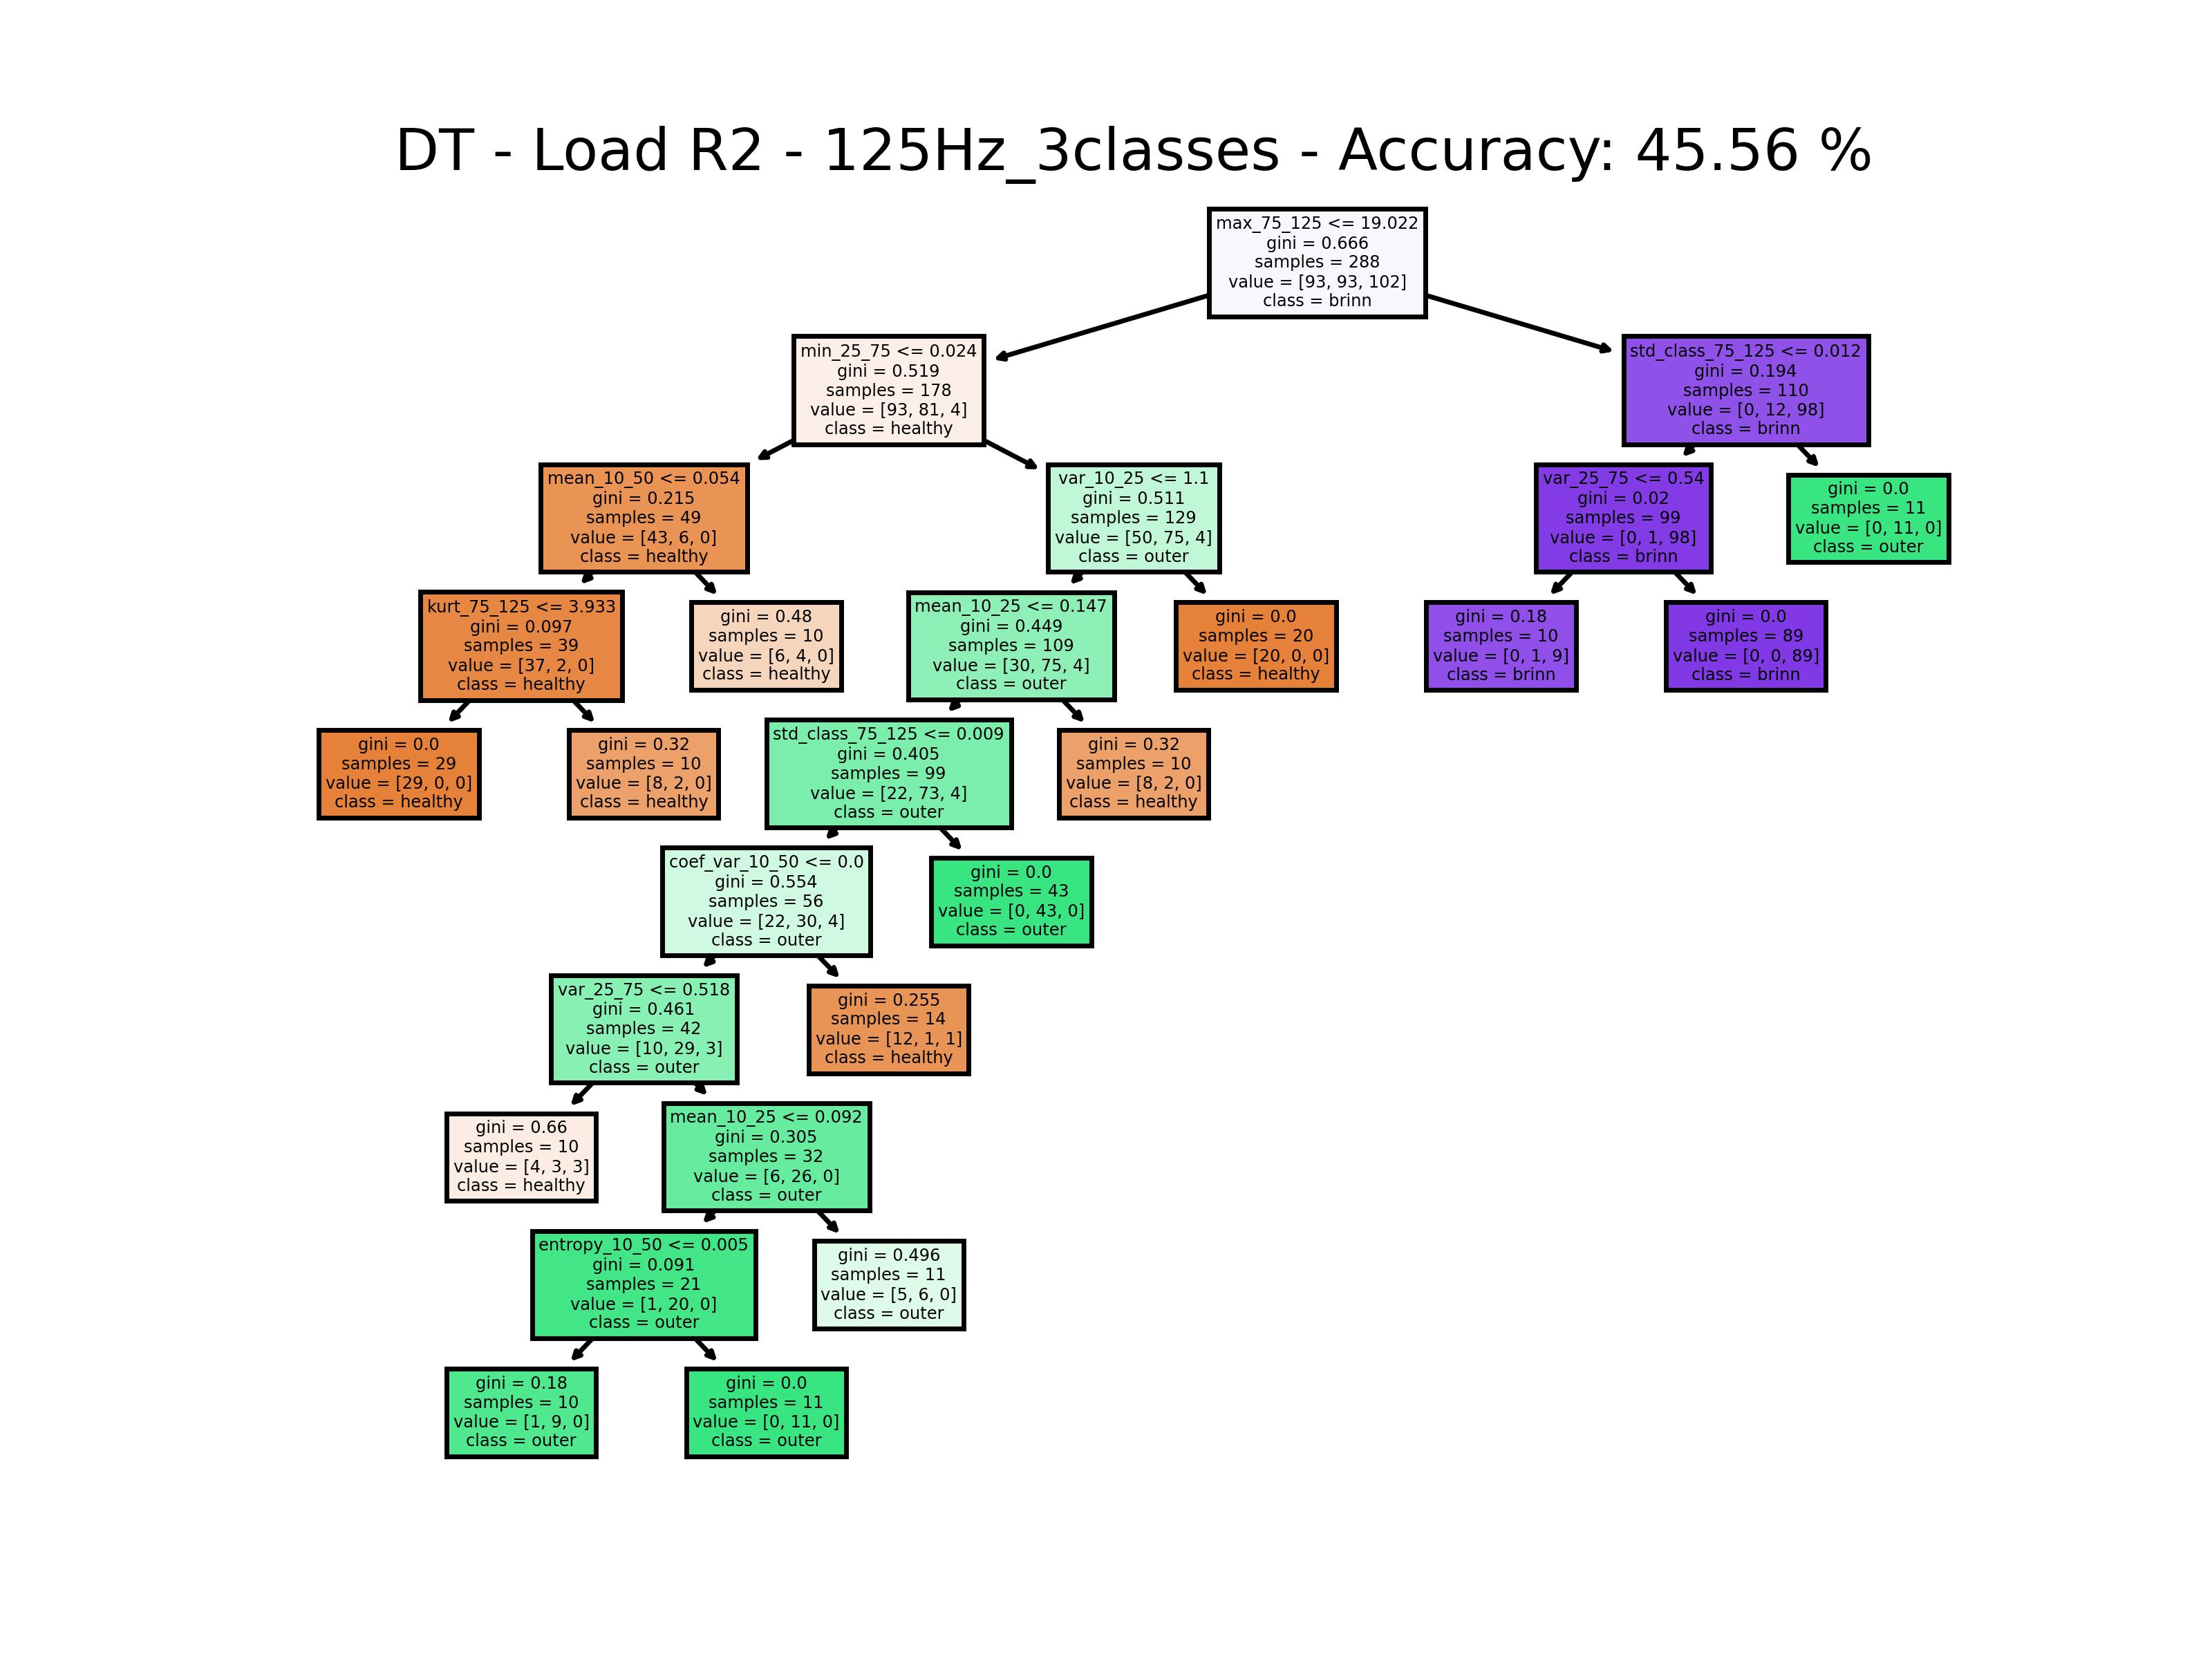 DT - Load R2 - 125Hz_3classes - Accuracy: 45.56 %
max_75_125 <= 19.022
gini = 0.666
samples = 288
value = [93, 93, 102]
class = brinn
min_25_75 <= 0.024
gini = 0.519
samples = 178
value = [93, 81, 4]
class = healthy
std_class_75_125 <= 0.012
gini = 0.194
samples = 110
value = [0, 12, 98]
class = brinn
mean_10_50 <= 0.054
gini = 0.215
samples = 49
value = [43, 6, 0]
class = healthy
var_10_25 <= 1.1
gini = 0.511
samples = 129
value = [50, 75, 4]
class = outer
var_25_75 <= 0.54
gini = 0.02
samples = 99
value = [0, 1, 98]
class = brinn
gini = 0.0
samples = 11
value = [0, 11, 0]
class = outer
kurt_75_125 <= 3.933
gini = 0.097
samples = 39
value = [37, 2, 0]
class = healthy
gini = 0.48
samples = 10
value = [6, 4, 0]
class = healthy
mean_10_25 <= 0.147
gini = 0.449
samples = 109
value = [30, 75, 4]
class = outer
gini = 0.0
samples = 20
value = [20, 0, 0]
class = healthy
gini = 0.18
samples = 10
value = [0, 1, 9]
class = brinn
gini = 0.0
samples = 89
value = [0, 0, 89]
class = brinn
gini = 0.0
samples = 29
value = [29, 0, 0]
class = healthy
gini = 0.32
samples = 10
value = [8, 2, 0]
class = healthy
std_class_75_125 <= 0.009
gini = 0.405
samples = 99
value = [22, 73, 4]
class = outer
gini = 0.32
samples = 10
value = [8, 2, 0]
class = healthy
coef_var_10_50 <= 0.0
gini = 0.554
samples = 56
value = [22, 30, 4]
class = outer
gini = 0.0
samples = 43
value = [0, 43, 0]
class = outer
var_25_75 <= 0.518
gini = 0.461
samples = 42
value = [10, 29, 3]
class = outer
gini = 0.255
samples = 14
value = [12, 1, 1]
class = healthy
gini = 0.66
samples = 10
value = [4, 3, 3]
class = healthy
mean_10_25 <= 0.092
gini = 0.305
samples = 32
value = [6, 26, 0]
class = outer
entropy_10_50 <= 0.005
gini = 0.091
samples = 21
value = [1, 20, 0]
class = outer
gini = 0.496
samples = 11
value = [5, 6, 0]
class = outer
gini = 0.18
samples = 10
value = [1, 9, 0]
class = outer
gini = 0.0
samples = 11
value = [0, 11, 0]
class = outer